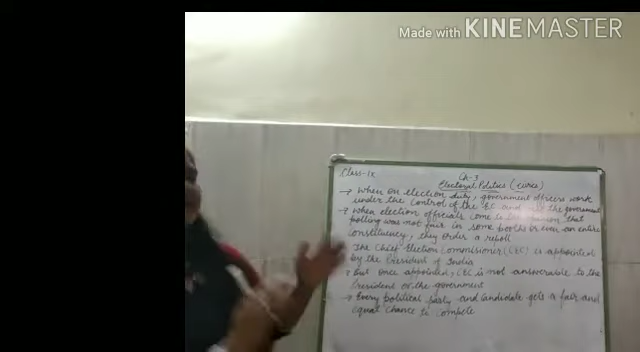 Made with KINEMASTER
Class-IX
Ch-3
Electoral Politics (Civics)
→ When on election duty, government officers work
under the control of the EC and not the government
→ When election officials come to the opinion that
polling was not fair in some booths or even an entire
constituency, they order a repoll
The Chief Election Commisioner (CEC) is appointed
by the President of India
But once appointed, CEC is not answerable to the
President or the government
→ Every political party and candidate gets a fair and
equal chance to compete